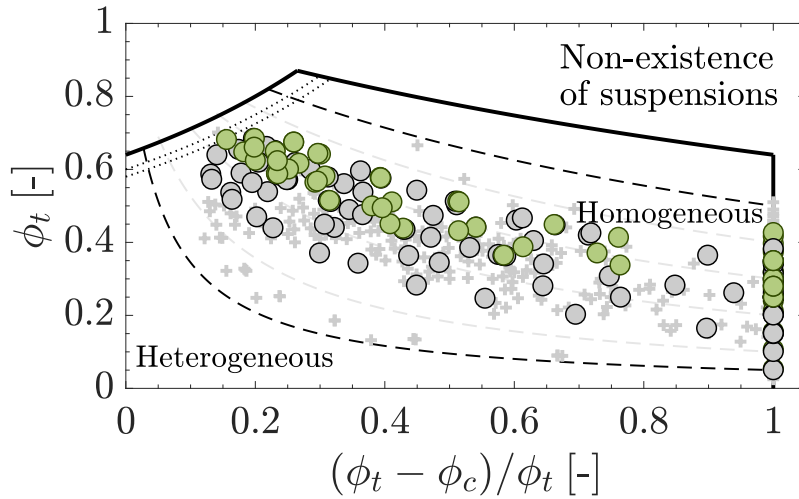 1
0.8
0.6
0.4
0.2
0
ϕt [-]
Non-existence
of suspensions
Homogeneous
Heterogeneous
0 0.2 0.4 0.6 0.8 1
(ϕt − ϕc)/ϕt [-]